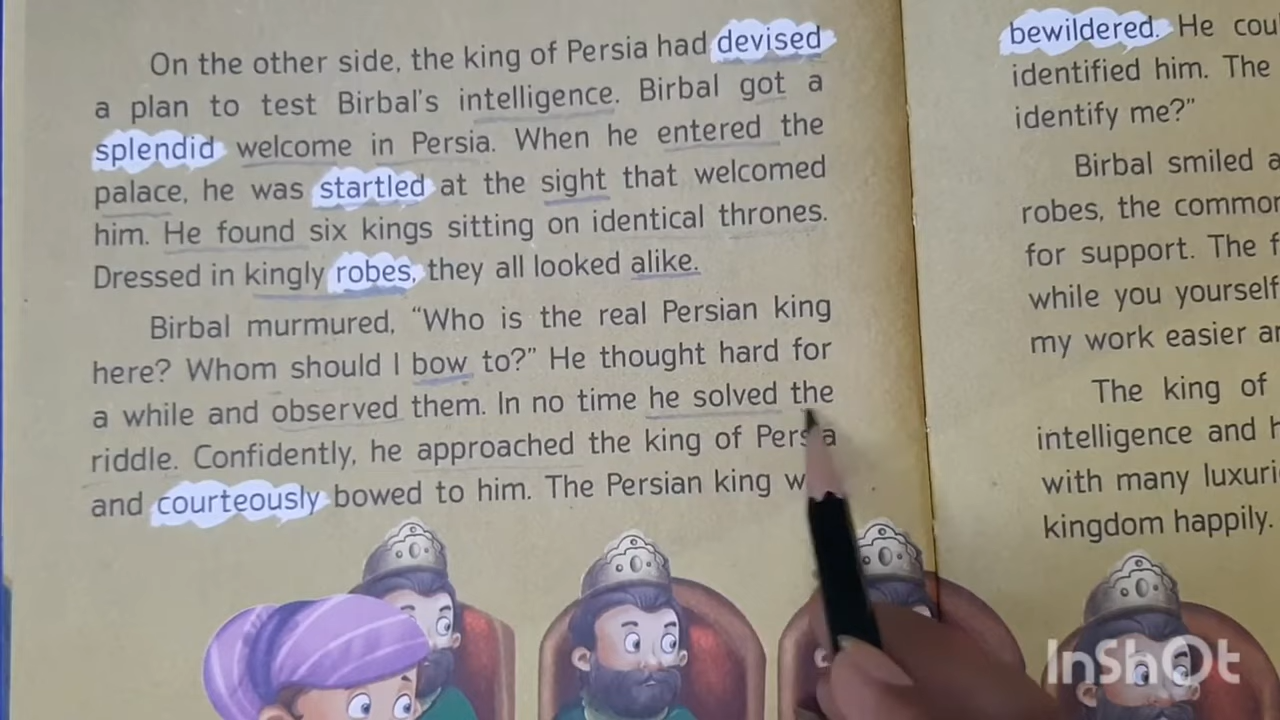 On the other side, the king of Persia had devised
a plan to test Birbal's intelligence. Birbal got a
splendid welcome in Persia. When he entered the
palace, he was startled at the sight that welcomed
him. He found six kings sitting on identical thrones.
Dressed in kingly robes, they all looked alike.
Birbal murmured, “Who is the real Persian king
here? Whom should I bow to?” He thought hard for
a while and observed them. In no time he solved the
riddle. Confidently, he approached the king of Persia
and courteously bowed to him. The Persian king
bewildered. He
identified him. The
identify me?”
Birbal smiled
robes, the
for support. The
while you yourself
my work easier
The king of
intelligence and
with many
kingdom happily.
InShOt